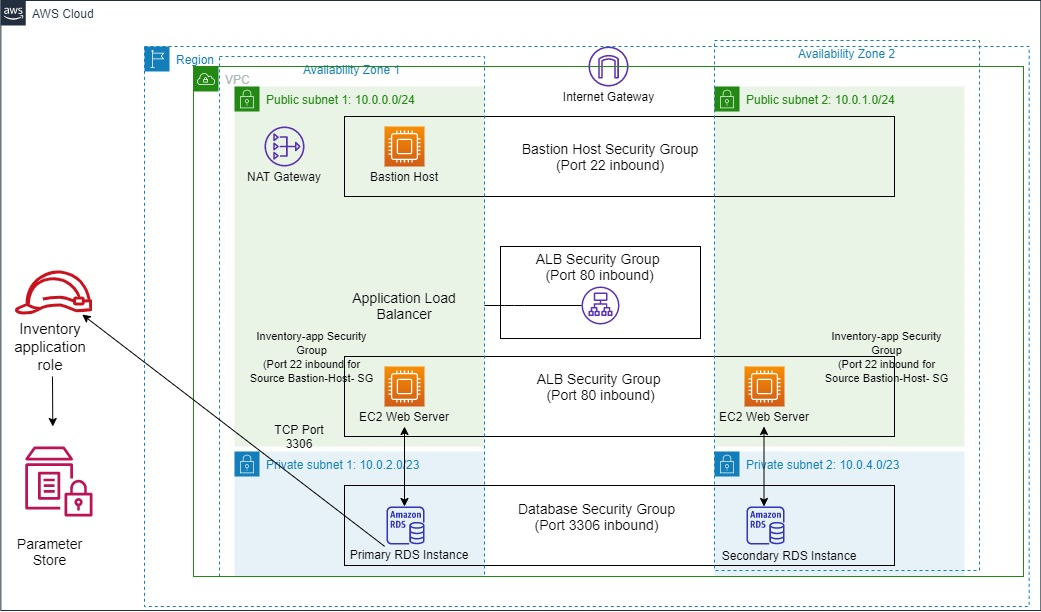 aws
AWS Cloud
Region
VPC
Availability Zone 1
Availability Zone 2
Internet Gateway
Public subnet 1: 10.0.0.0/24
Public subnet 2: 10.0.1.0/24
NAT Gateway
Bastion Host
Bastion Host Security Group
(Port 22 inbound)
ALB Security Group
(Port 80 inbound)
Application Load
Balancer
Inventory
application
role
Inventory-app Security
Group
(Port 22 inbound for
Source Bastion-Host- SG
Inventory-app Security
Group
(Port 22 inbound for
Source Bastion-Host- SG
ALB Security Group
(Port 80 inbound)
EC2 Web Server
EC2 Web Server
TCP Port
3306
Private subnet 1: 10.0.2.0/23
Private subnet 2: 10.0.4.0/23
Database Security Group
(Port 3306 inbound)
Amazon
RDS
Primary RDS Instance
Amazon
RDS
Secondary RDS Instance
Parameter
Store